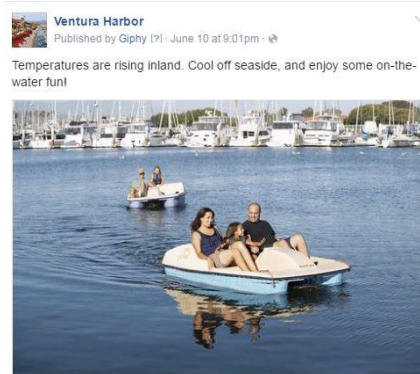 Ventura Harbor
Published by Giphy [?] · June 10 at 9:01pm ·
Temperatures are rising inland. Cool off seaside, and enjoy some on-the-
water fun!